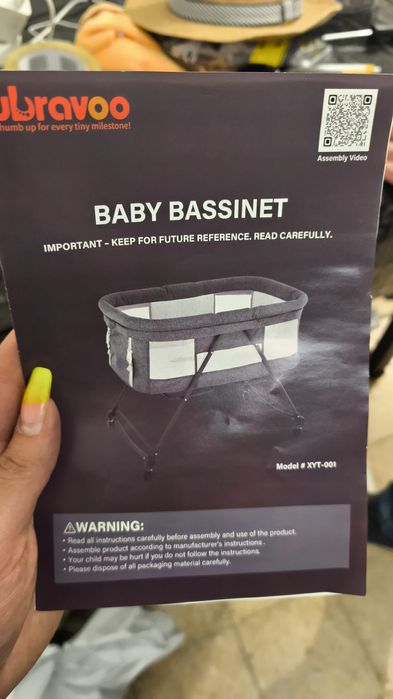 ubravoo
humb up for every tiny milestone!
Assembly Video
BABY BASSINET
IMPORTANT – KEEP FOR FUTURE REFERENCE. READ CAREFULLY.
Model # XYT-001
⚠WARNING:
• Read all instructions carefully before assembly and use of the product.
• Assemble product according to manufacturer's instructions .
• Your child may be hurt if you do not follow the instructions.
• Please dispose of all packaging material carefully.